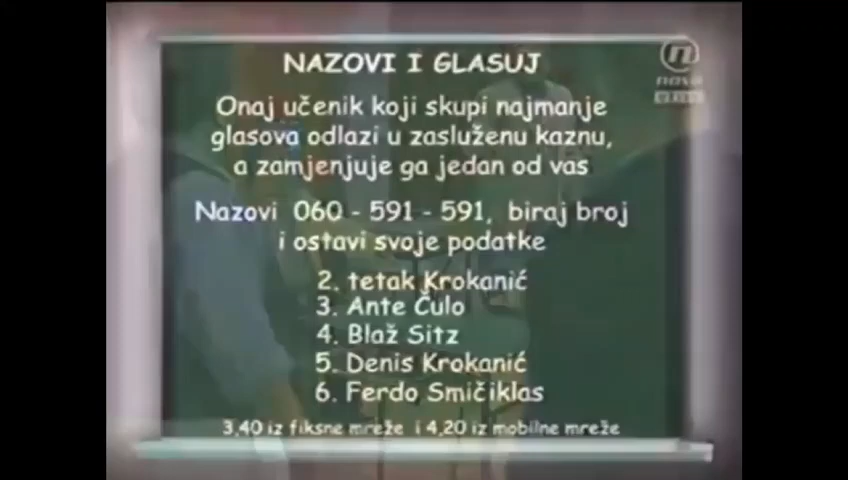 NAZOVI I GLASUJ
nova
Onaj učenik koji skupi najmanje
glasova odlazi u zasluženu kaznu,
a zamjenjuje ga jedan od vas
Nazovi 060 - 591 - 591, biraj broj
i ostavi svoje podatke
2. tetak Krokanić
3. Ante Čulo
4. Blaž Sitz
5. Denis Krokanić
6. Ferdo Smičiklas
3,40 iz fiksne mreže i 4,20 iz mobilne mreže